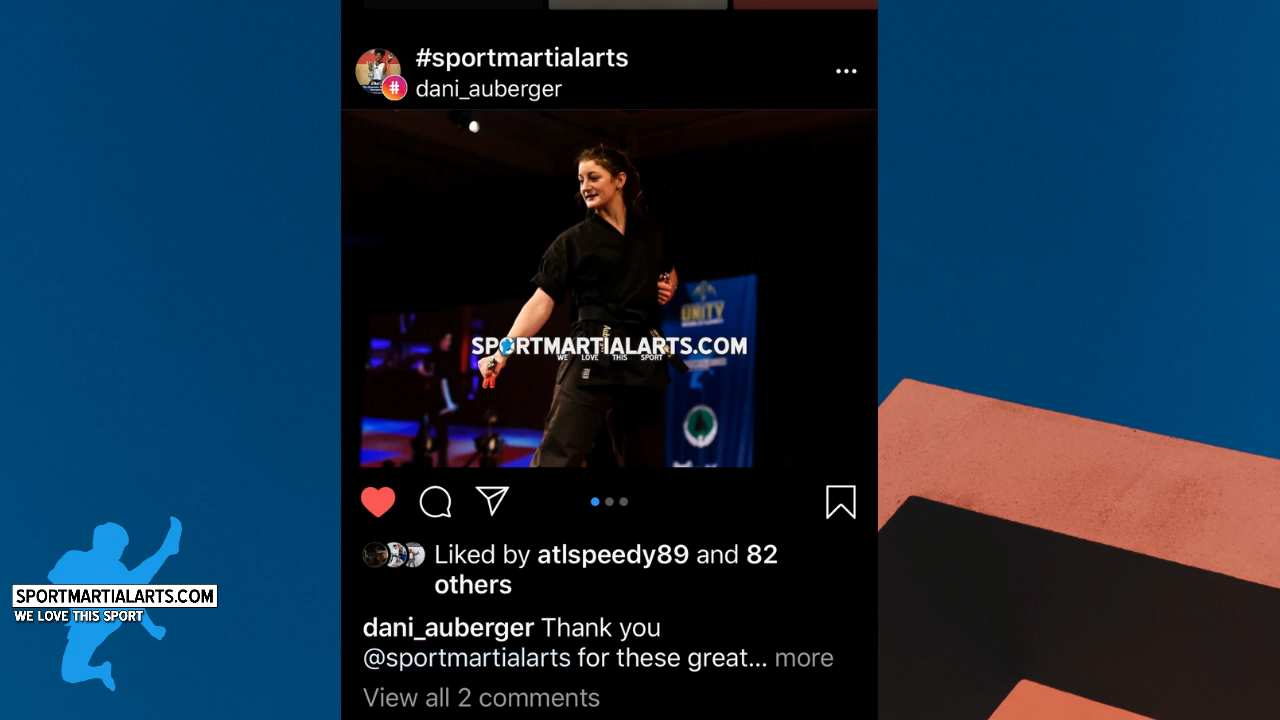 #sportmartialarts
dani_auberger
UNITY
SPORTMARTIALARTS.COM
WE LOVE THIS SPORT
Liked by atlspeedy89 and 82
others
dani_auberger Thank you
@sportmartialarts for these great... more
View all 2 comments
SPORTMARTIALARTS.COM
WE LOVE THIS SPORT